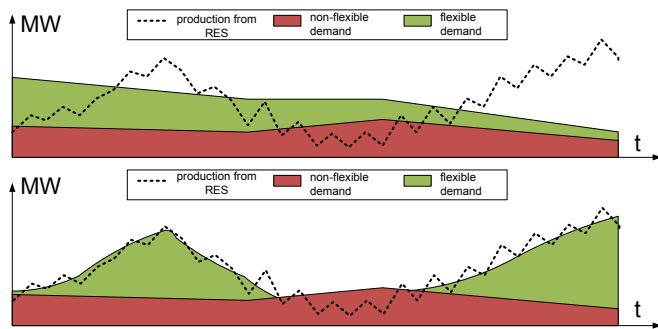 MW
production from
RES
non-flexible
demand
flexible
demand
t
MW
production from
RES
non-flexible
demand
flexible
demand
t